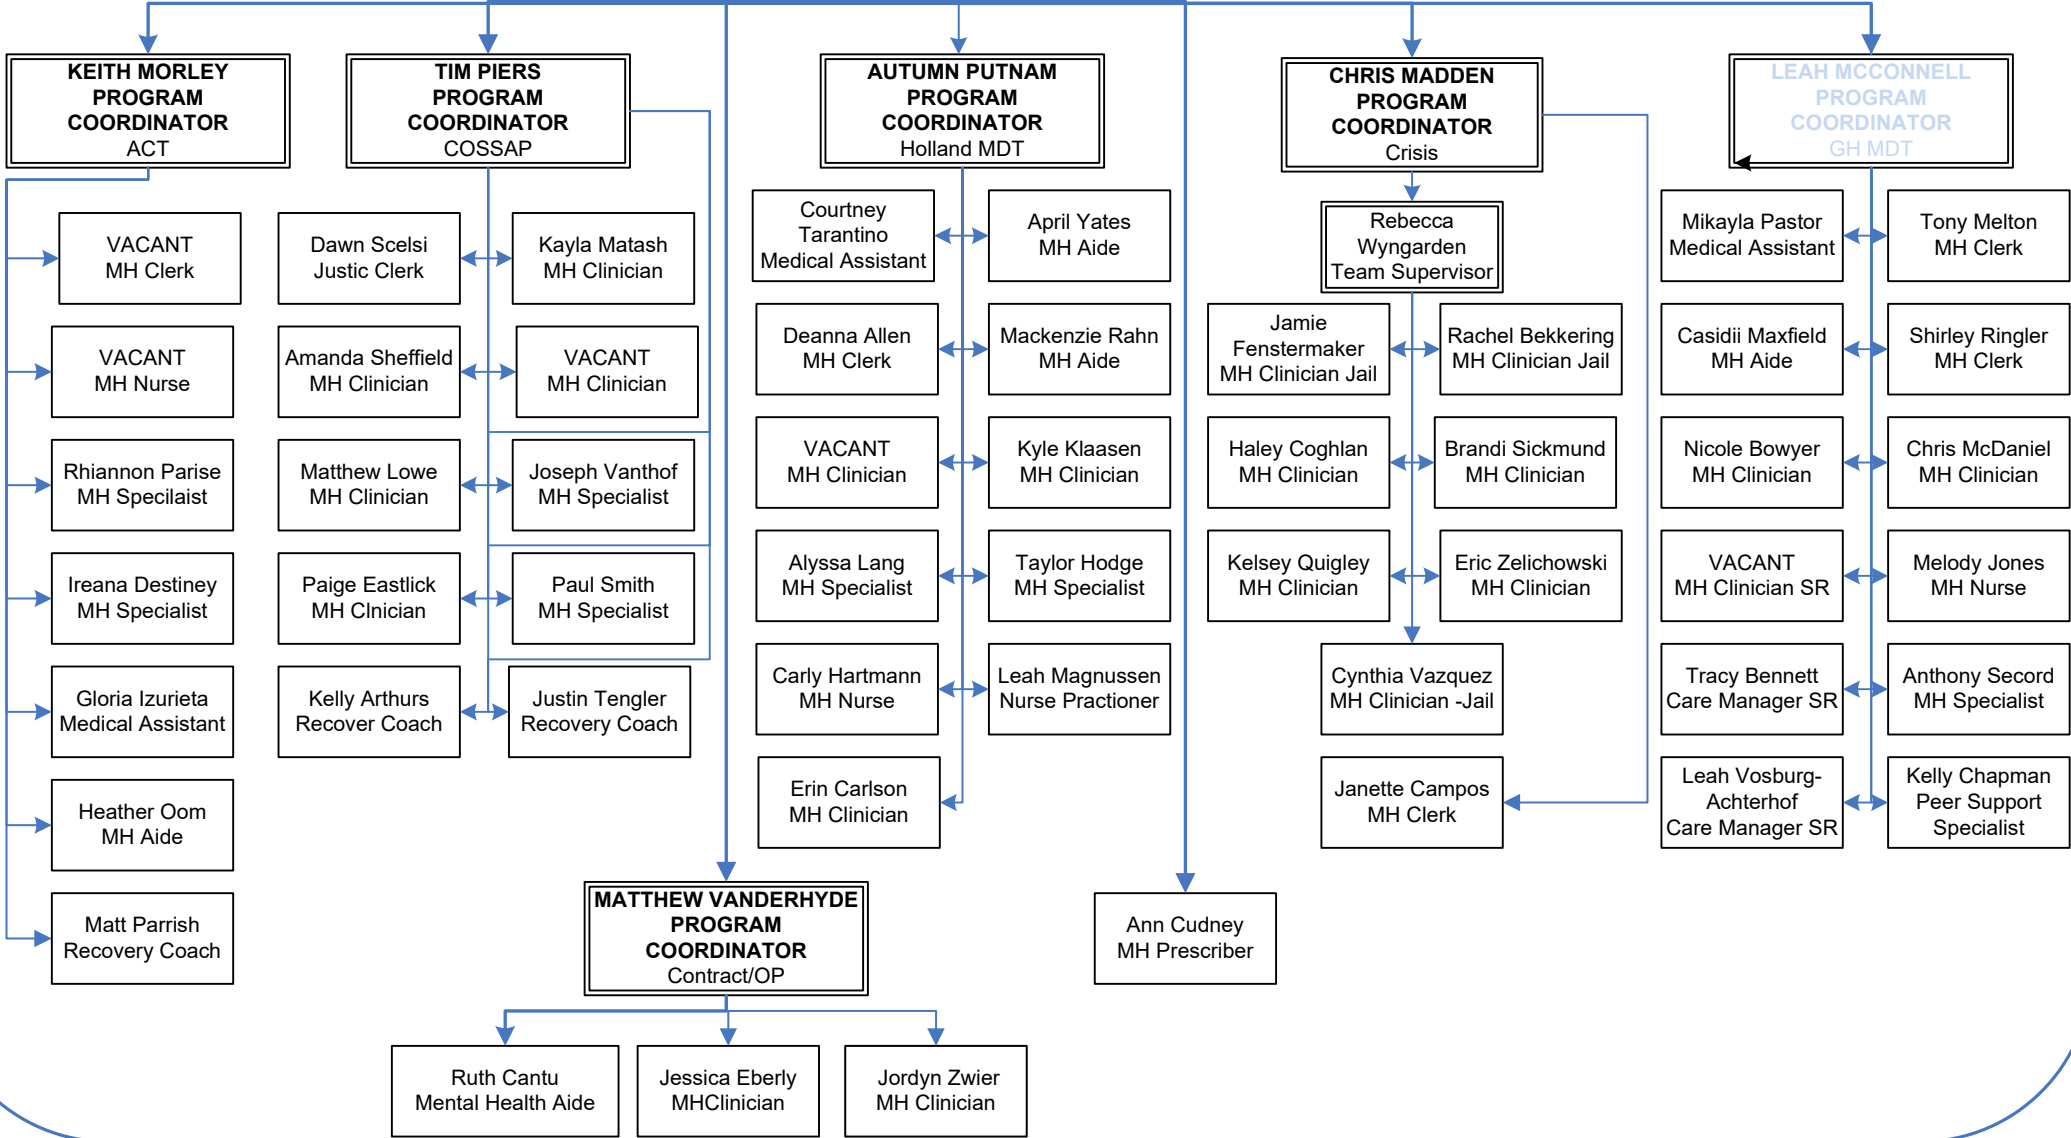 KEITH MORLEY
PROGRAM
COORDINATOR
ACT
TIM PIERS
PROGRAM
COORDINATOR
COSSAP
AUTUMN PUTNAM
PROGRAM
COORDINATOR
Holland MDT
CHRIS MADDEN
PROGRAM
COORDINATOR
Crisis
LEAH MCCONNELL
PROGRAM
COORDINATOR
GH MDT
VACANT
MH Clerk
VACANT
MH Nurse
Rhiannon Parise
MH Specilaist
Ireana Destiney
MH Specialist
Gloria Izurieta
Medical Assistant
Heather Oom
MH Aide
Matt Parrish
Recovery Coach
Dawn Scelsi
Justic Clerk
Kayla Matash
MH Clinician
Amanda Sheffield
MH Clinician
VACANT
MH Clinician
Matthew Lowe
MH Clinician
Joseph Vanthof
MH Specialist
Paige Eastlick
MH Clnician
Paul Smith
MH Specialist
Kelly Arthurs
Recover Coach
Justin Tengler
Recovery Coach
Courtney
Tarantino
Medical Assistant
April Yates
MH Aide
Deanna Allen
MH Clerk
Mackenzie Rahn
MH Aide
VACANT
MH Clinician
Kyle Klaasen
MH Clinician
Alyssa Lang
MH Specialist
Taylor Hodge
MH Specialist
Carly Hartmann
MH Nurse
Leah Magnussen
Nurse Practioner
Erin Carlson
MH Clinician
Rebecca
Wyngarden
Team Supervisor
Jamie
Fenstermaker
MH Clinician Jail
Rachel Bekkering
MH Clinician Jail
Haley Coghlan
MH Clinician
Brandi Sickmund
MH Clinician
Kelsey Quigley
MH Clinician
Eric Zelichowski
MH Clinician
Cynthia Vazquez
MH Clinician -Jail
Janette Campos
MH Clerk
Mikayla Pastor
Medical Assistant
Tony Melton
MH Clerk
Casidii Maxfield
MH Aide
Shirley Ringler
MH Clerk
Nicole Bowyer
MH Clinician
Chris McDaniel
MH Clinician
VACANT
MH Clinician SR
Melody Jones
MH Nurse
Tracy Bennett
Care Manager SR
Anthony Secord
MH Specialist
Leah Vosburg-
Achterhof
Care Manager SR
Kelly Chapman
Peer Support
Specialist
MATTHEW VANDERHYDE
PROGRAM
COORDINATOR
Contract/OP
Ann Cudney
MH Prescriber
Ruth Cantu
Mental Health Aide
Jessica Eberly
MHClinician
Jordyn Zwier
MH Clinician